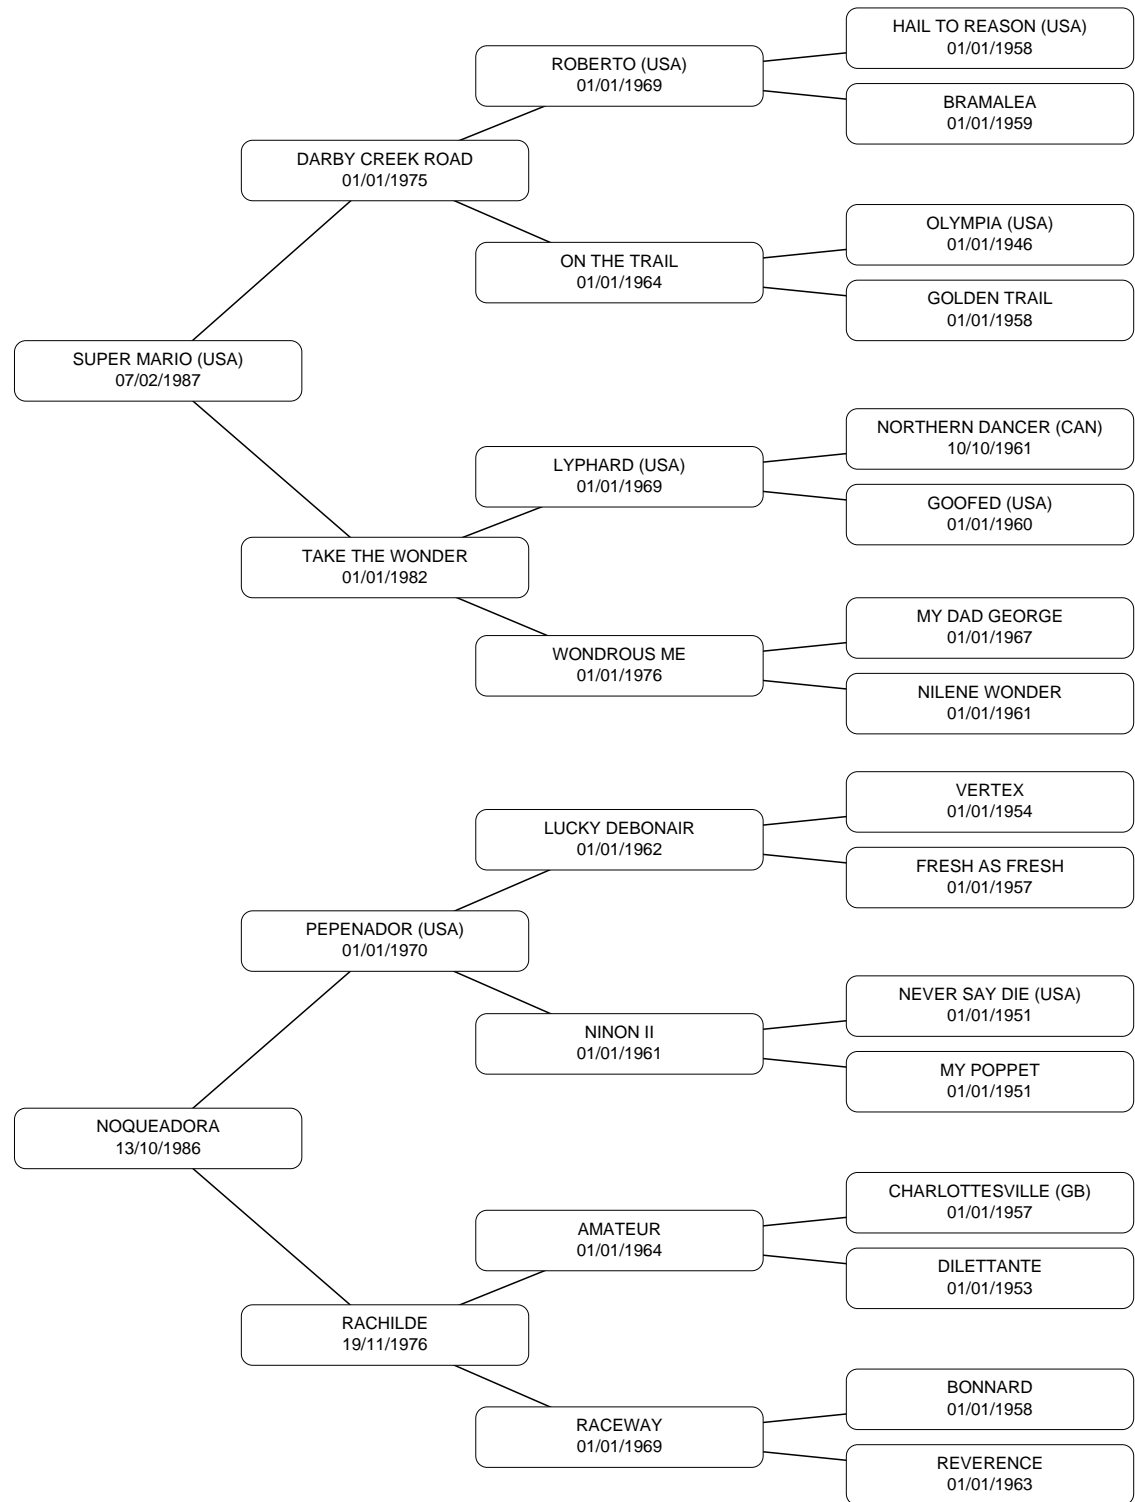 HAIL TO REASON (USA)
01/01/1958
ROBERTO (USA)
01/01/1969
BRAMALEA
01/01/1959
DARBY CREEK ROAD
01/01/1975
OLYMPIA (USA)
01/01/1946
ON THE TRAIL
01/01/1964
GOLDEN TRAIL
01/01/1958
SUPER MARIO (USA)
07/02/1987
NORTHERN DANCER (CAN)
10/10/1961
LYPHARD (USA)
01/01/1969
GOOFED (USA)
01/01/1960
TAKE THE WONDER
01/01/1982
MY DAD GEORGE
01/01/1967
WONDROUS ME
01/01/1976
NILENE WONDER
01/01/1961
VERTEX
01/01/1954
LUCKY DEBONAIR
01/01/1962
FRESH AS FRESH
01/01/1957
PEPENADOR (USA)
01/01/1970
NEVER SAY DIE (USA)
01/01/1951
NINON II
01/01/1961
MY POPPET
01/01/1951
NOQUEADORA
13/10/1986
CHARLOTTESVILLE (GB)
01/01/1957
AMATEUR
01/01/1964
DILETTANTE
01/01/1953
RACHILDE
19/11/1976
BONNARD
01/01/1958
RACEWAY
01/01/1969
REVERENCE
01/01/1963